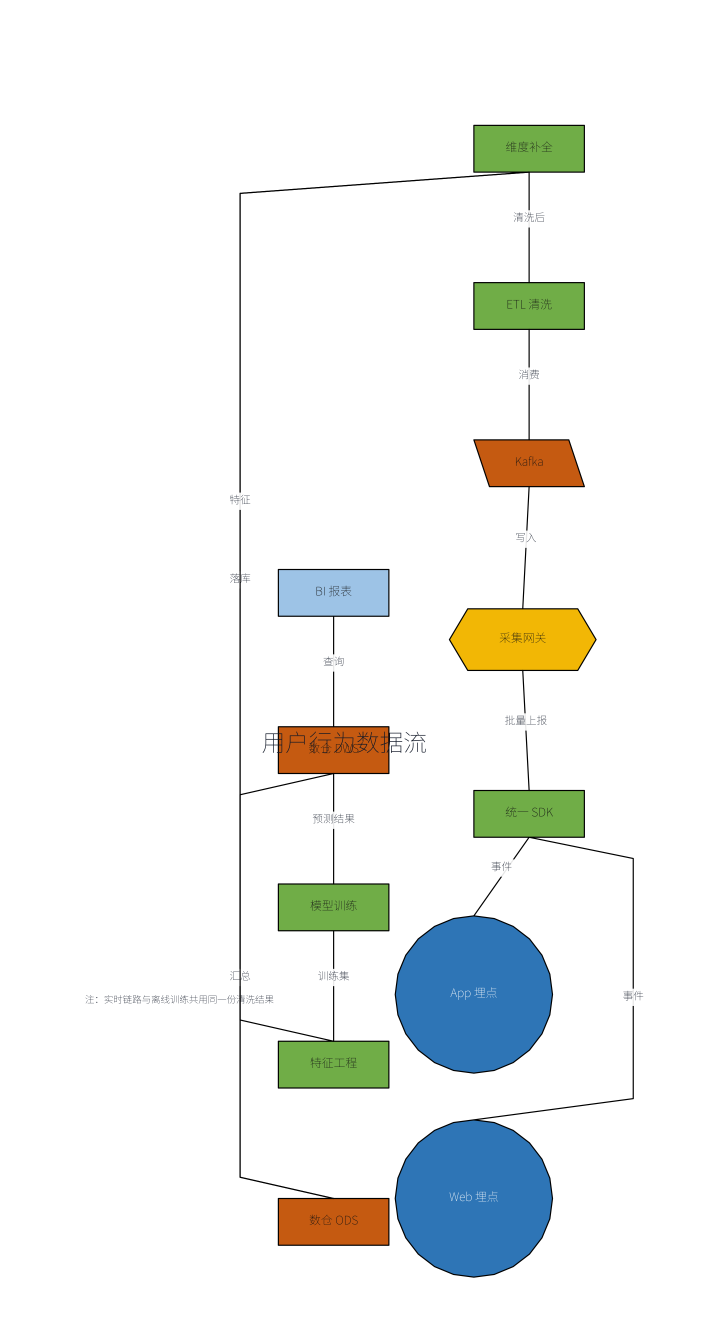 维度补全
清洗后
ETL 清洗
消费
Kafka
特征
写入
落库
BI 报表
采集网关
查询
批量上报
用户行为数据流
数仓 DWS
预测结果
统一 SDK
事件
模型训练
汇总
训练集
App 埋点
事件
注：实时链路与离线训练共用同一份清洗结果
特征工程
Web 埋点
数仓 ODS